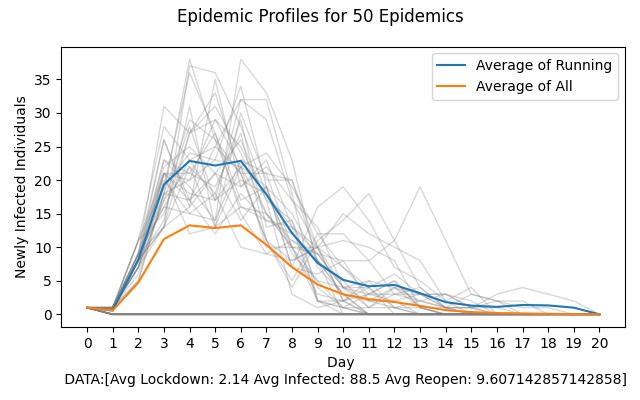 Epidemic Profiles for 50 Epidemics
Average of Running
Average of All
Newly Infected Individuals
35
30
25
20
15
10
5
0
0 1 2 3 4 5 6 7 8 9 10 11 12 13 14 15 16 17 18 19 20
Day
DATA:[Avg Lockdown: 2.14 Avg Infected: 88.5 Avg Reopen: 9.607142857142858]